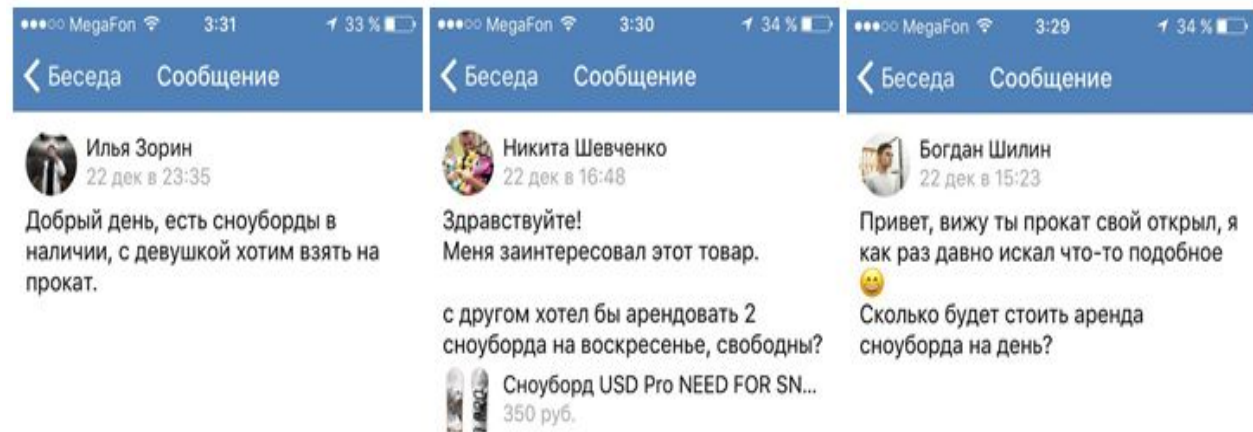 MegaFon 3:31 33 %
Беседа Сообщение
Илья Зорин
22 дек в 23:35
Добрый день, есть сноуборды в
наличии, с девушкой хотим взять на
прокат.
MegaFon 3:30 34 %
Беседа Сообщение
Никита Шевченко
22 дек в 16:48
Здравствуйте!
Меня заинтересовал этот товар.
с другом хотел бы арендовать 2
сноуборда на воскресенье, свободны?
Сноуборд USD Pro NEED FOR SN...
350 руб.
MegaFon 3:29 34 %
Беседа Сообщение
Богдан Шилин
22 дек в 15:23
Привет, вижу ты прокат свой открыл, я
как раз давно искал что-то подобное
😀
Сколько будет стоить аренда
сноуборда на день?